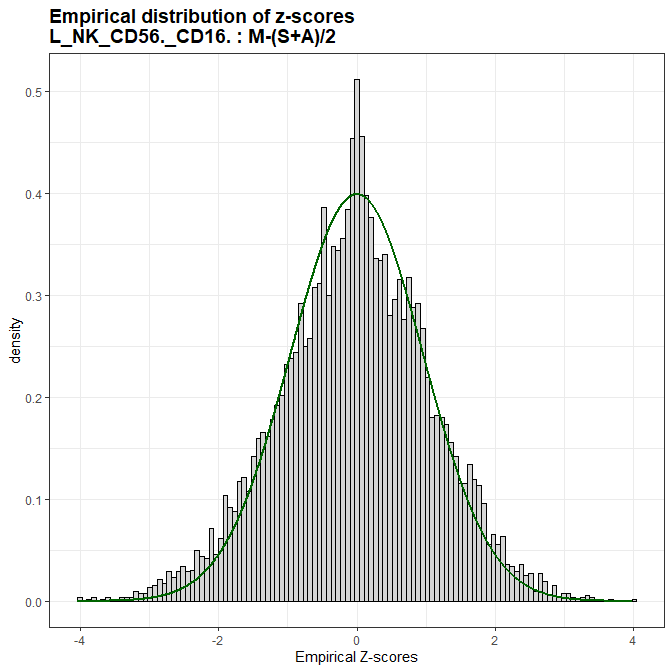 Empirical distribution of z-scores
L_NK_CD56._CD16. : M-(S+A)/2
density
0.5
0.4
0.3
0.2
0.1
0.0
-4
-2
0
2
4
Empirical Z-scores